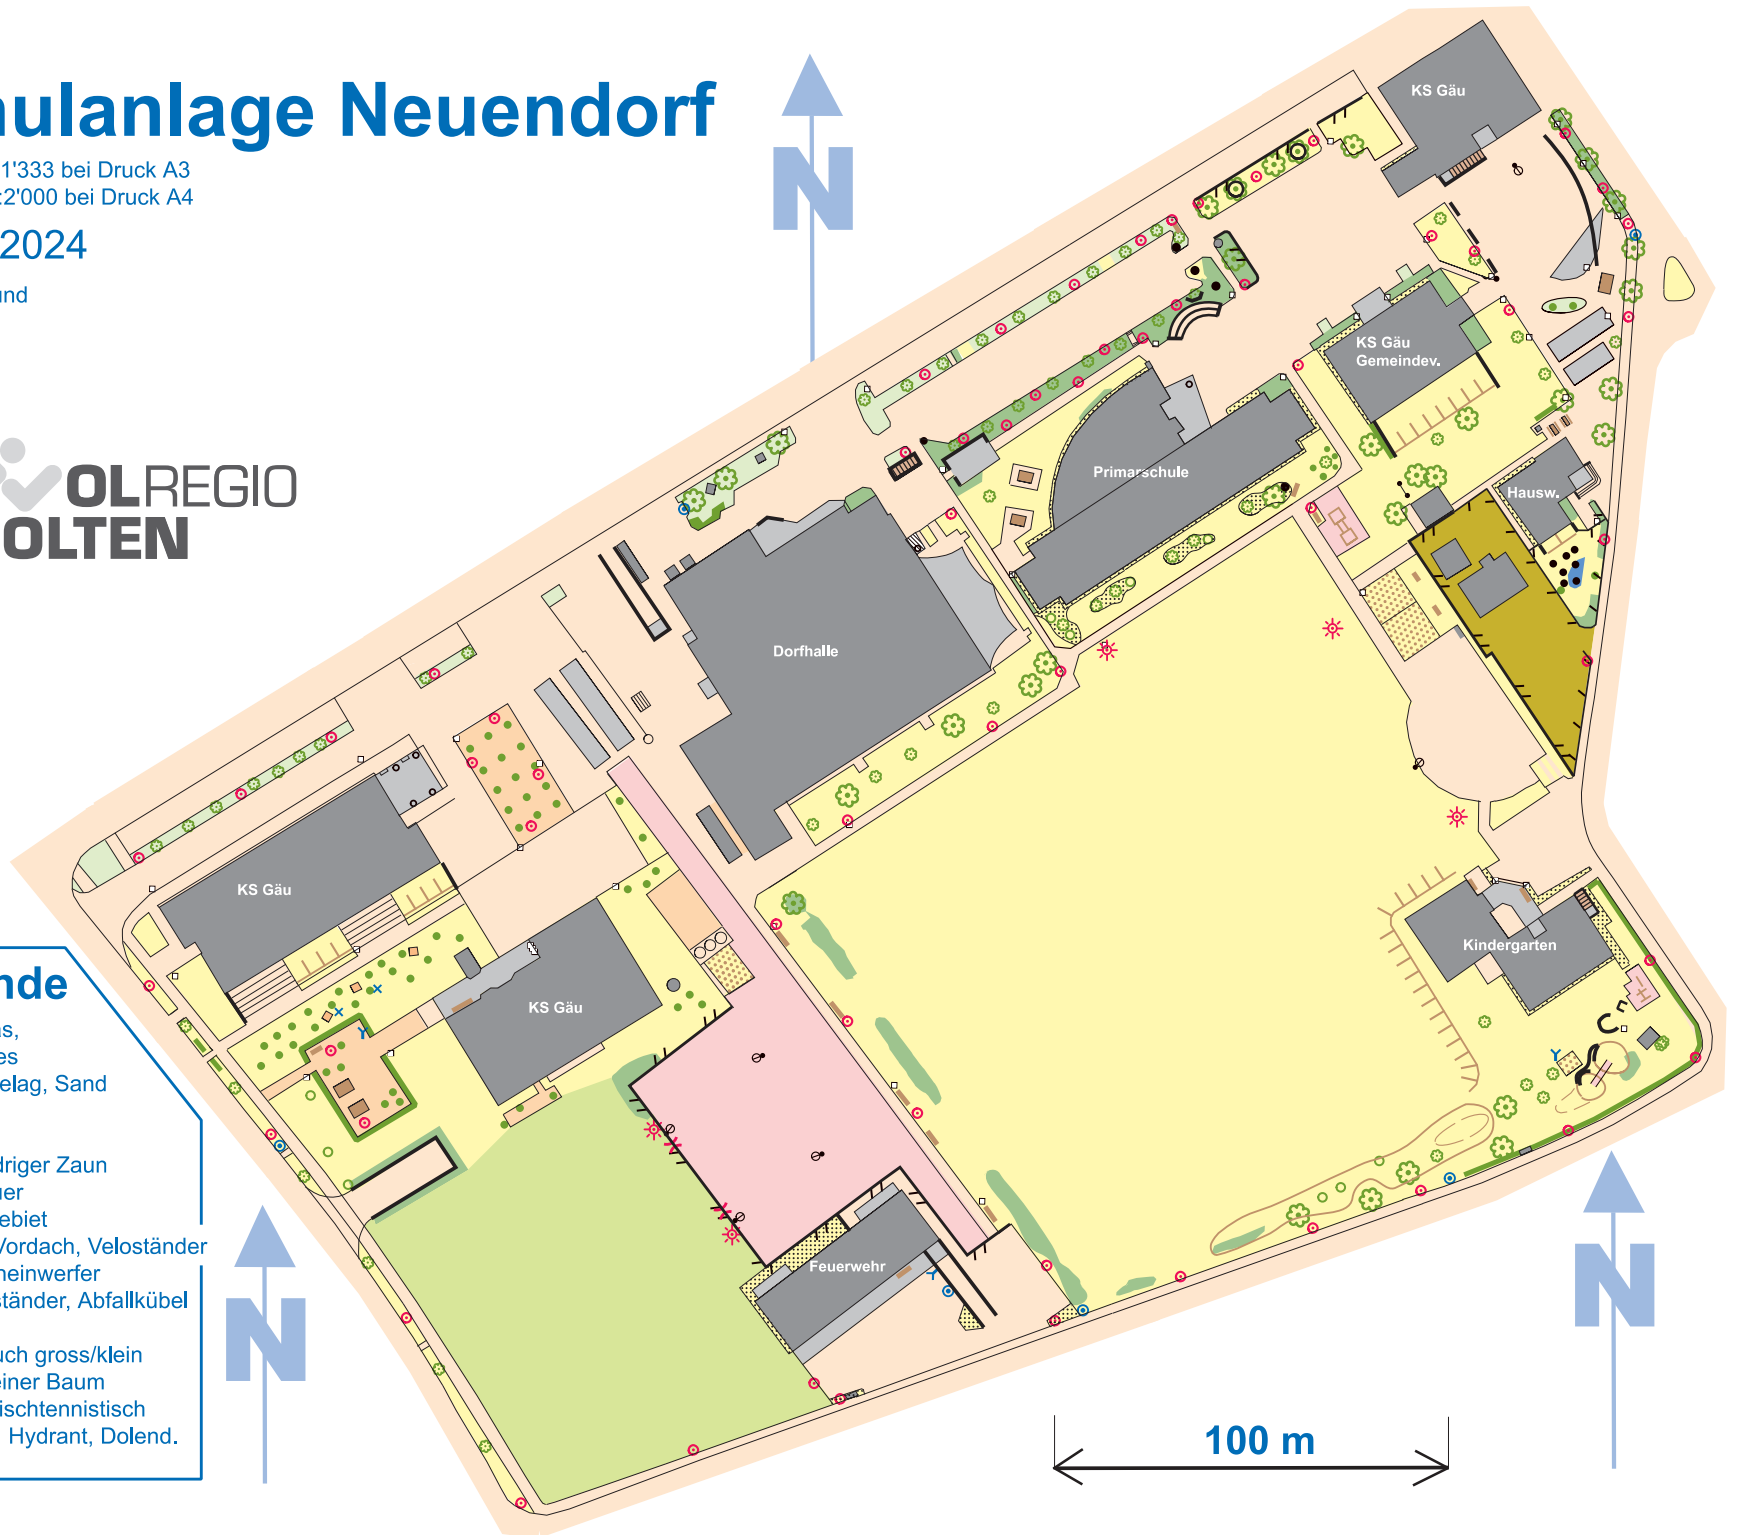 ulanlage Neuendorf
1'333 bei Druck A3
:2'000 bei Druck A4
2024
und
OLREGIO
OLTEN
N
KS Gäu
KS Gäu
Gemeindev.
Primarschule
Hausw.
Dorfhalle
KS Gäu
KS Gäu
Kindergarten
Feuerwehr
nde
as,
es
elag, Sand
driger Zaun
uer
ebiet
Vordach, Veloständer
heinwerfer
ständer, Abfallkübel
uch gross/klein
einer Baum
ischtennistisch
Hydrant, Dolend.
N
N
100 m